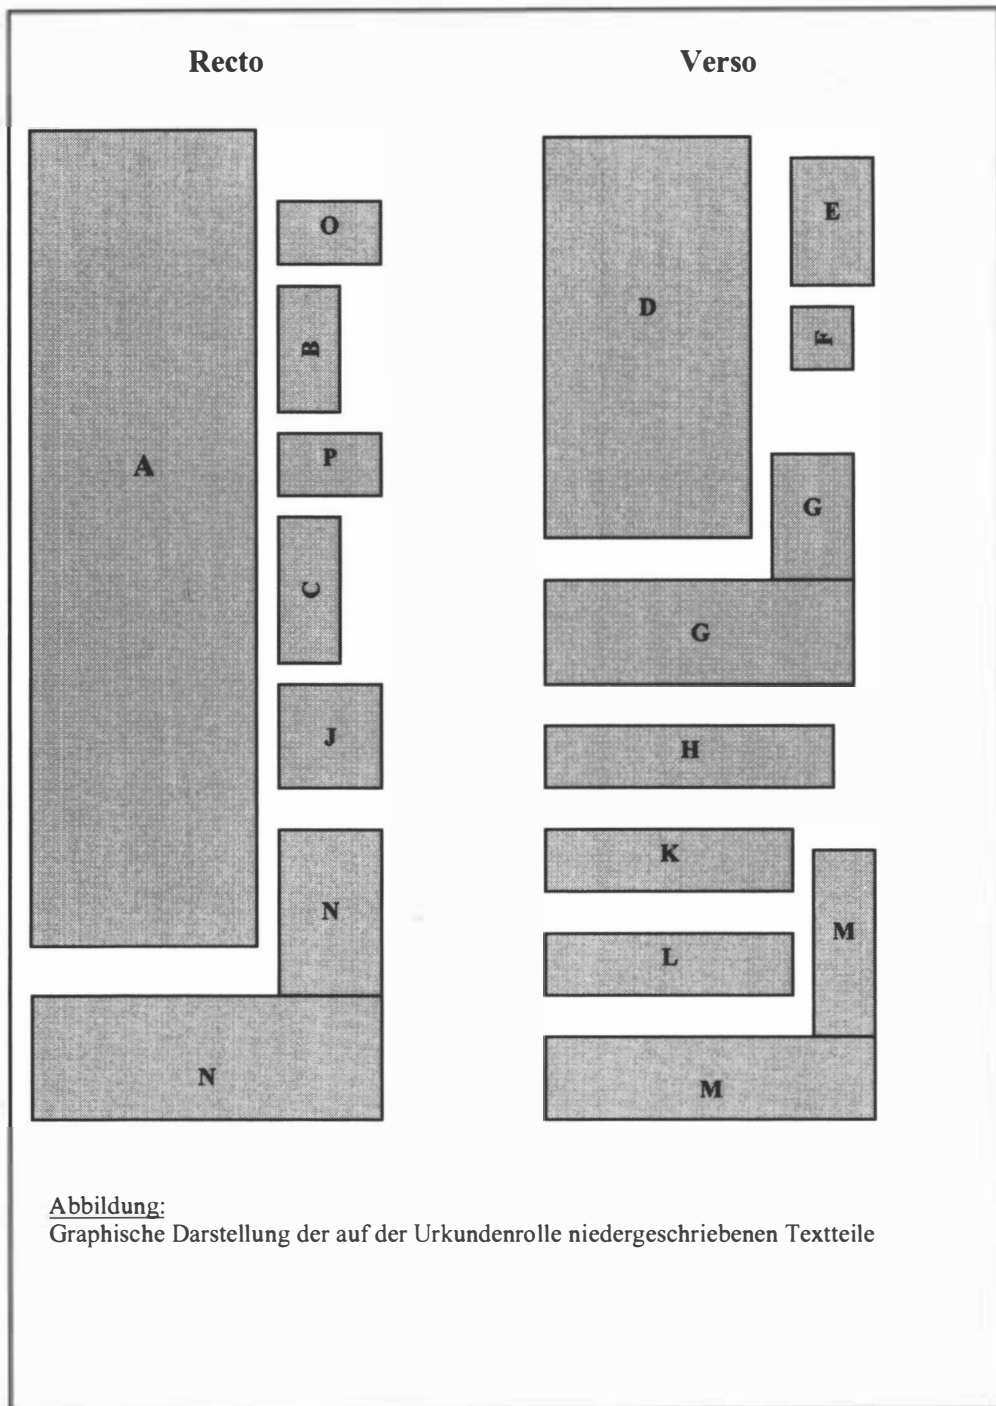 Recto
A
O
B
P
C
J
N
N
Verso
D
E
F
G
G
H
K
L
M
M
Abbildung:
Graphische Darstellung der auf der Urkundenrolle niedergeschriebenen Textteile